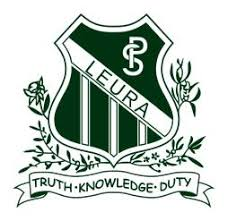 PS
LEURA
TRUTH · KNOWLEDGE · DUTY